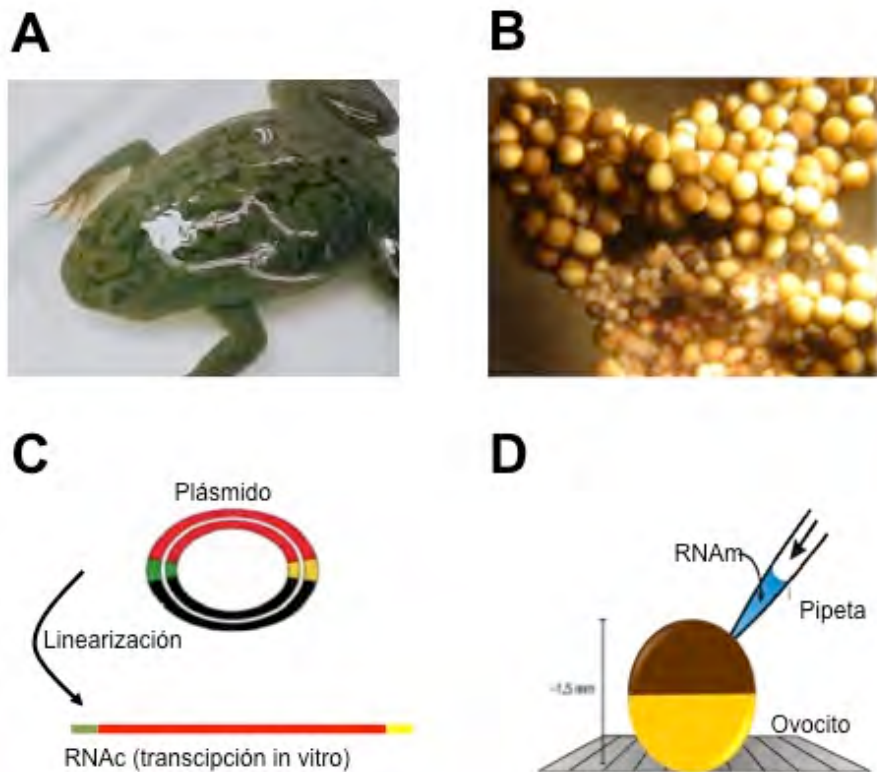 A
B
C
Plásmido
Linearización
RNAc (transcipción in vitro)
D
RNAm
Pipeta
~1,5 mm
Ovocito